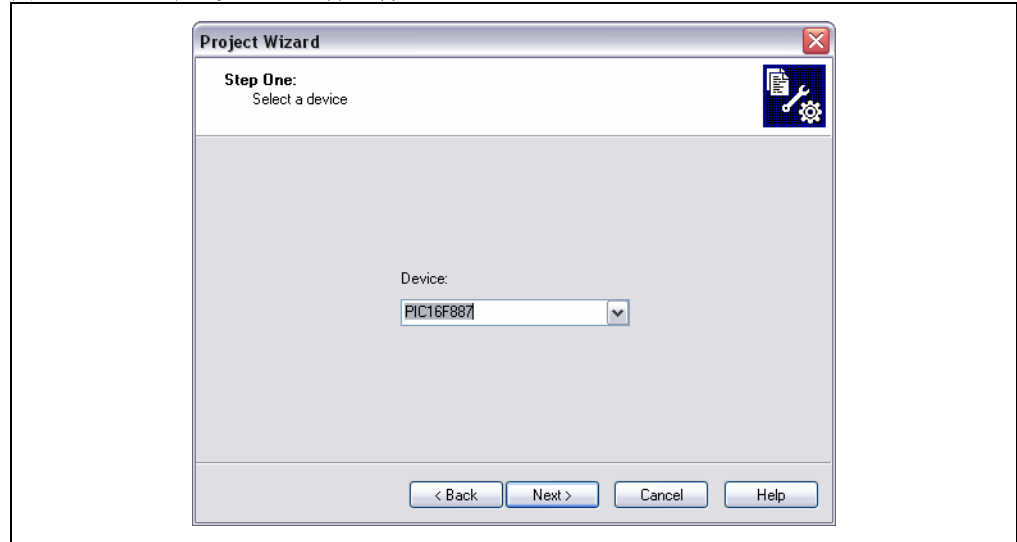 Project Wizard
Step One:
Select a device
Device:
PIC16F887
< Back Next > Cancel Help